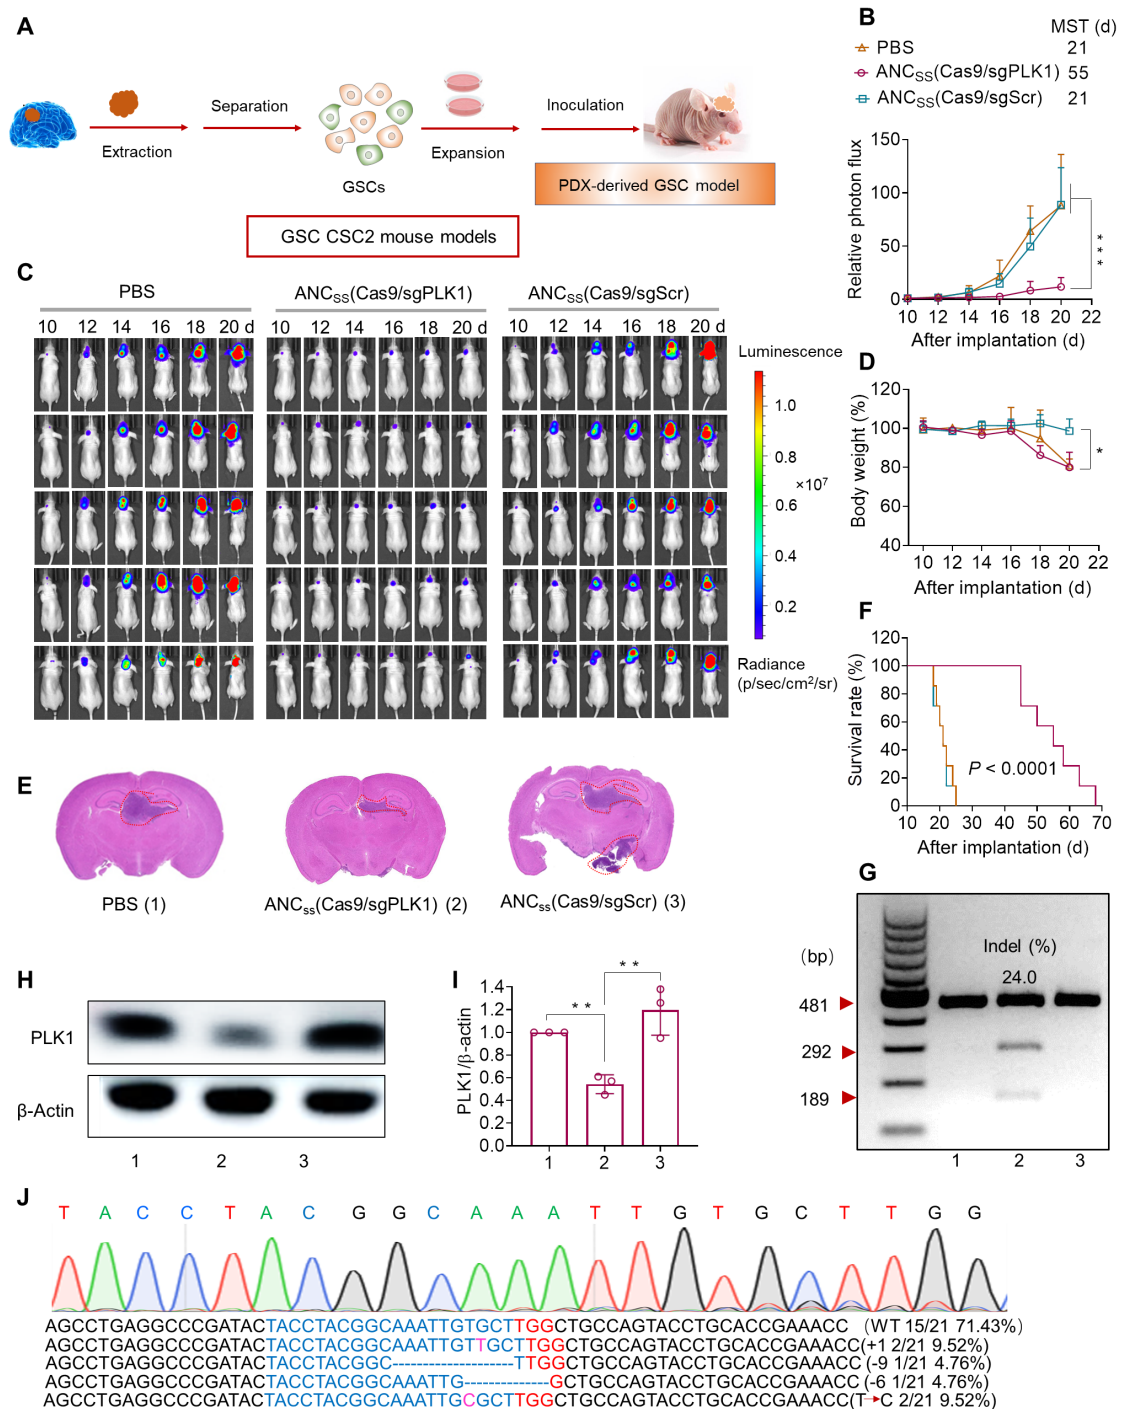 A
Extraction
Separation
GSCs
Expansion
Inoculation
PDX-derived GSC model
GSC CSC2 mouse models
B
MST (d)
PBS 21
ANCSS(Cas9/sgPLK1) 55
ANCSS(Cas9/sgScr) 21
Relative photon flux
150
100
50
0
10 12 14 16 18 20 22
After implantation (d)
***
C
PBS
ANCSS(Cas9/sgPLK1)
ANCSS(Cas9/sgScr)
10 12 14 16 18 20 d
10 12 14 16 18 20 d
10 12 14 16 18 20 d
Luminescence
1.0
×10⁷
0.6
0.4
0.2
Radiance
(p/sec/cm²/sr)
D
Body weight (%)
120
100
80
60
40
10 12 14 16 18 20 22
After implantation (d)
*
E
PBS (1)
ANCss(Cas9/sgPLK1) (2)
ANCss(Cas9/sgScr) (3)
F
Survival rate (%)
120
100
80
60
40
20
0
P < 0.0001
10 20 30 40 50 60 70
After implantation (d)
G
(bp)
Indel (%)
24.0
481
292
189
1 2 3
H
PLK1
β-Actin
1 2 3
I
PLK1/β-actin
1.4
1.2
1.0
0.8
0.6
0.4
0.2
0.0
**
**
1 2 3
J
T A C C T A C G G C A A A T T G T G C T T G G
AGCCTGAGGCCCGATACTACCTACGGCAAATTGTGCTTGGCTGCCAGTACCTGCACCGAAACC (WT 15/21 71.43%)
AGCCTGAGGCCCGATACTACCTACGGCAAATTGTTGCTTGGCTGCCAGTACCTGCACCGAAACC(+1 2/21 9.52%)
AGCCTGAGGCCCGATACTACCTACGGC------------------TTGGCTGCCAGTACCTGCACCGAAACC(-9 1/21 4.76%)
AGCCTGAGGCCCGATACTACCTACGGCAAATTG-------------GCTGCCAGTACCTGCACCGAAACC(-6 1/21 4.76%)
AGCCTGAGGCCCGATACTACCTACGGCAAATTGCGCTTGGCTGCCAGTACCTGCACCGAAACC(T→C 2/21 9.52%)